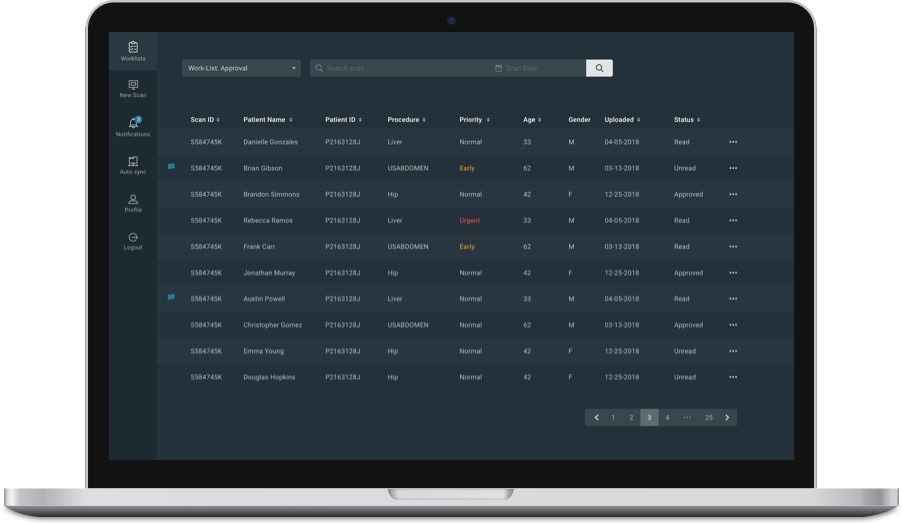 Worklists
New Scan
3
Notifications
Auto sync
Profile
Logout
Work-List: Approval
Search scan...
Scan Date
Scan ID Patient Name Patient ID Procedure Priority Age Gender Uploaded Status
S584745K Danielle Gonzales P2163128J Liver Normal 33 M 04-05-2018 Read •••
S584745K Brian Gibson P2163128J USABDOMEN Early 62 M 03-13-2018 Unread •••
S584745K Brandon Simmons P2163128J Hip Normal 42 F 12-25-2018 Approved •••
S584745K Rebecca Ramos P2163128J Liver Urgent 33 M 04-05-2018 Read •••
S584745K Frank Carr P2163128J USABDOMEN Early 62 M 03-13-2018 Read •••
S584745K Jonathan Murray P2163128J Hip Normal 42 F 12-25-2018 Approved •••
S584745K Austin Powell P2163128J Liver Normal 33 M 04-05-2018 Read •••
S584745K Christopher Gomez P2163128J USABDOMEN Normal 62 M 03-13-2018 Approved •••
S584745K Emma Young P2163128J Hip Normal 42 F 12-25-2018 Unread •••
S584745K Douglas Hopkins P2163128J Hip Normal 42 F 12-25-2018 Unread •••
1 2 3 4 ••• 25